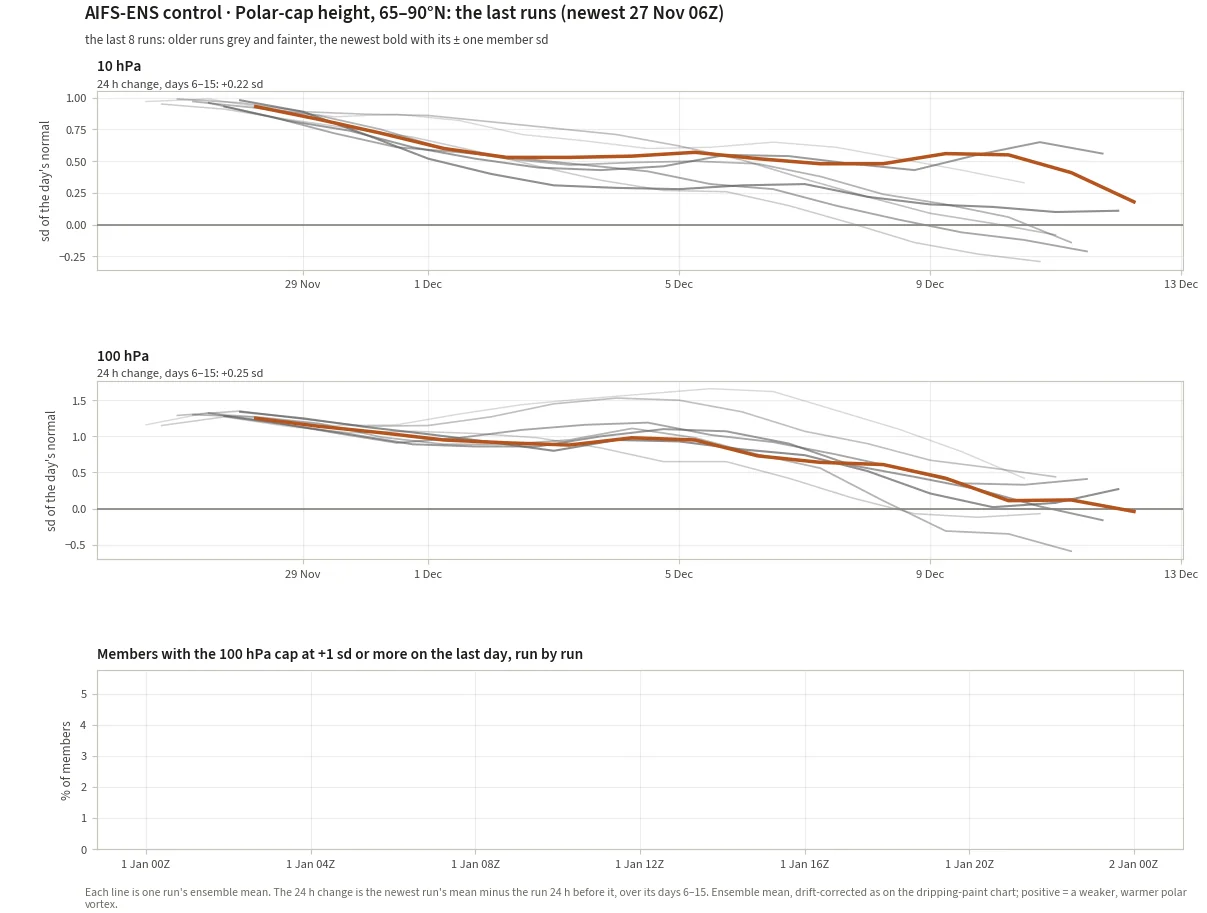 AIFS-ENS control · Polar-cap height, 65–90°N: the last runs (newest 27 Nov 06Z)
the last 8 runs: older runs grey and fainter, the newest bold with its ± one member sd
10 hPa
24 h change, days 6–15: +0.22 sd
sd of the day's normal
1.00
0.75
0.50
0.25
0.00
−0.25
29 Nov
1 Dec
5 Dec
9 Dec
13 Dec
100 hPa
24 h change, days 6–15: +0.25 sd
sd of the day's normal
1.5
1.0
0.5
0.0
−0.5
29 Nov
1 Dec
5 Dec
9 Dec
13 Dec
Members with the 100 hPa cap at +1 sd or more on the last day, run by run
% of members
5
4
3
2
1
0
1 Jan 00Z
1 Jan 04Z
1 Jan 08Z
1 Jan 12Z
1 Jan 16Z
1 Jan 20Z
2 Jan 00Z
Each line is one run's ensemble mean. The 24 h change is the newest run's mean minus the run 24 h before it, over its days 6–15. Ensemble mean, drift-corrected as on the dripping-paint chart; positive = a weaker, warmer polar
vortex.